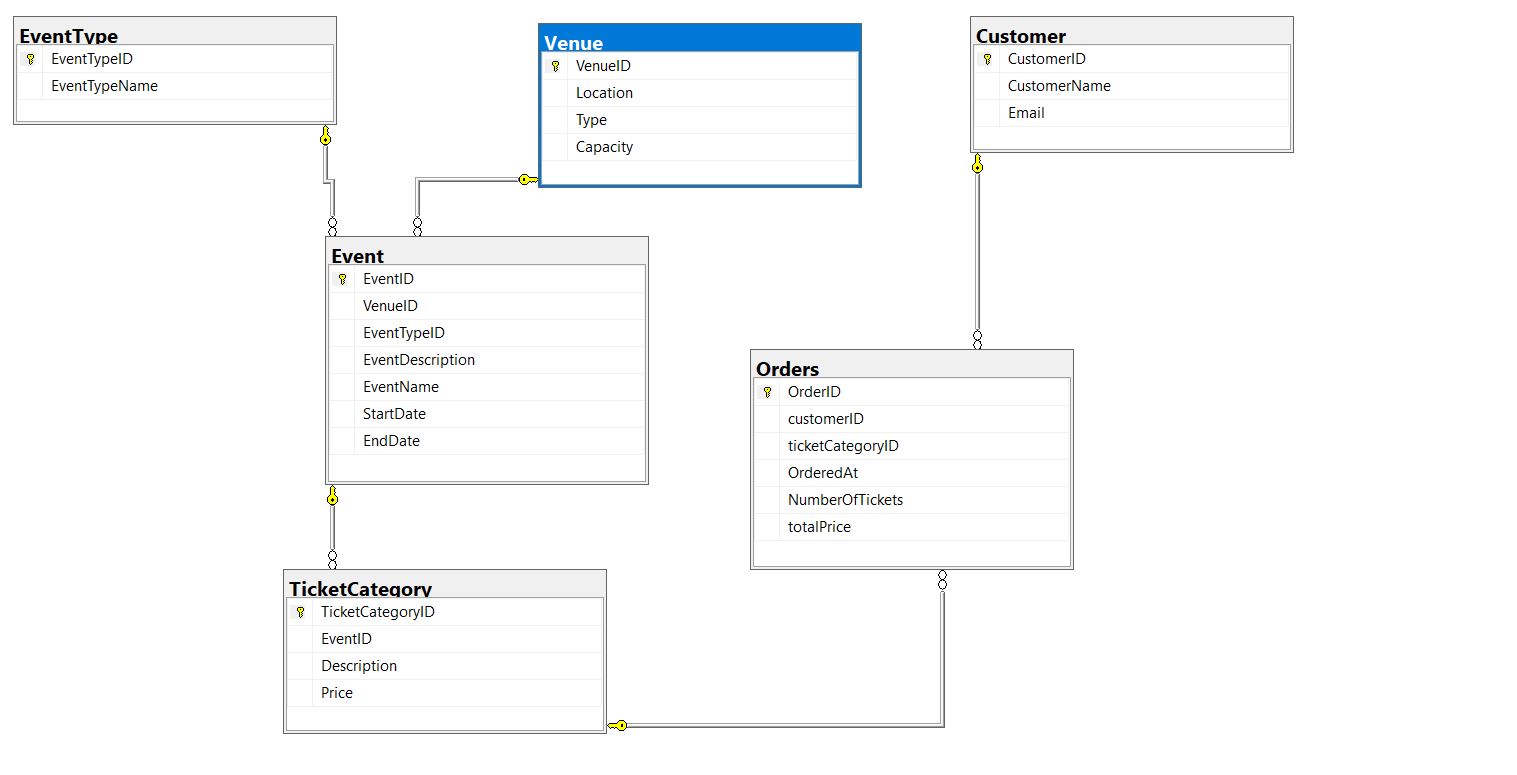 EventType
EventTypeID
EventTypeName
Venue
VenueID
Location
Type
Capacity
Customer
CustomerID
CustomerName
Email
Event
EventID
VenueID
EventTypeID
EventDescription
EventName
StartDate
EndDate
Orders
OrderID
customerID
ticketCategoryID
OrderedAt
NumberOfTickets
totalPrice
TicketCategory
TicketCategoryID
EventID
Description
Price